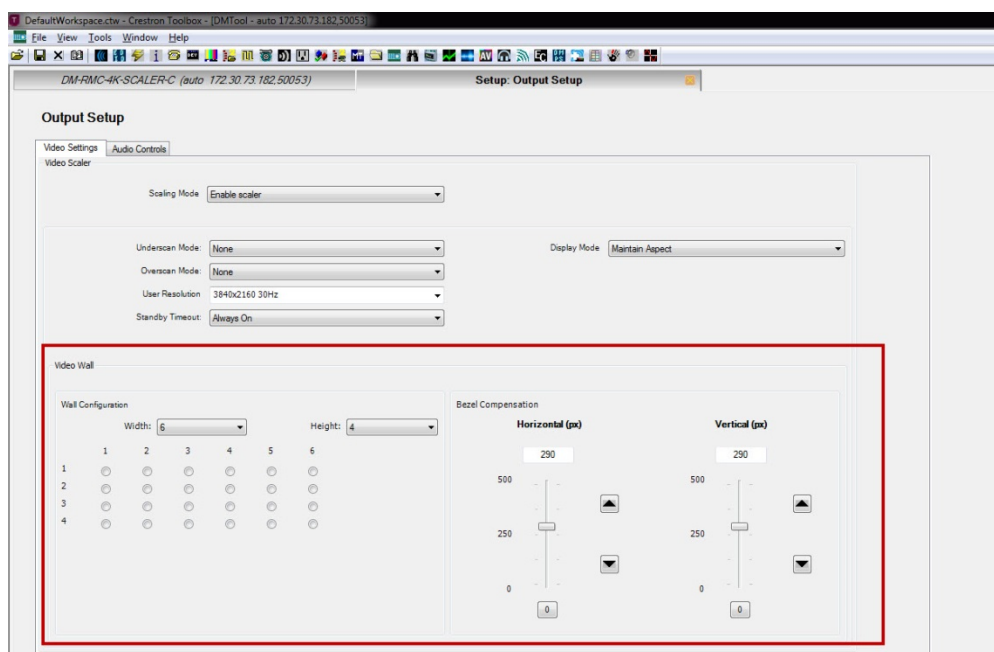 DefaultWorkspace.ctw - Crestron Toolbox - [DMTool - auto 172.30.73.182,50053]
File View Tools Window Help
DM-RMC-4K-SCALER-C (auto 172.30.73.182,50053) Setup: Output Setup
Output Setup
Video Settings Audio Controls
Video Scaler
Scaling Mode Enable scaler
Underscan Mode: None Display Mode Maintain Aspect
Overscan Mode: None
User Resolution 3840x2160 30Hz
Standby Timeout: Always On
Video Wall
Wall Configuration Bezel Compensation
Width: 6 Height: 4 Horizontal (px) Vertical (px)
1 2 3 4 5 6 290 290
1
2
3
4
500 500
250 250
0 0
0 0